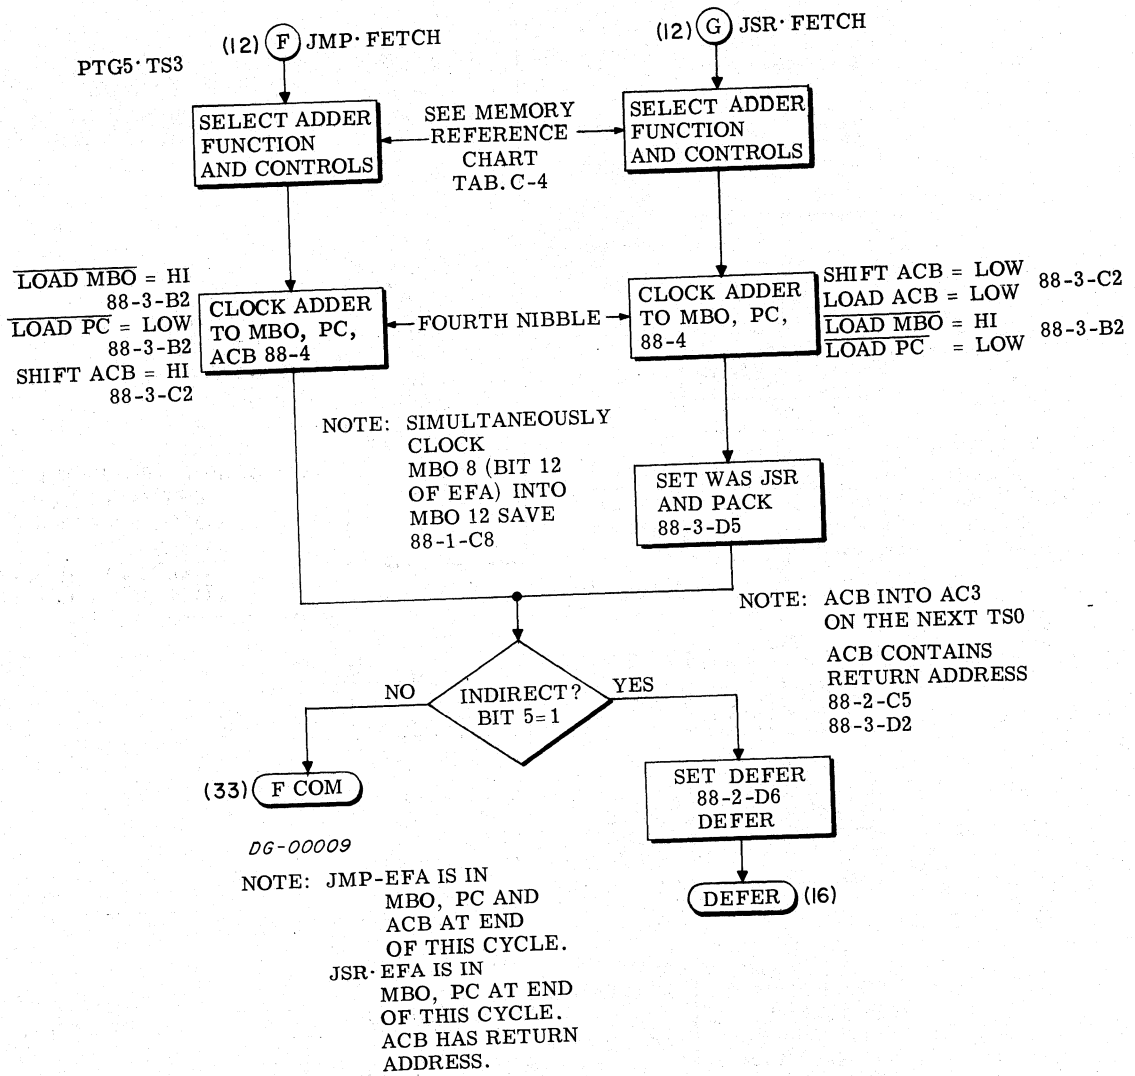 (12) F JMP· FETCH
(12) G JSR· FETCH
PTG5· TS3
SELECT ADDER
FUNCTION
AND CONTROLS
SEE MEMORY
REFERENCE
CHART
TAB. C-4
SELECT ADDER
FUNCTION
AND CONTROLS
LOAD MBO = HI
88-3-B2
LOAD PC = LOW
88-3-B2
SHIFT ACB = HI
88-3-C2
CLOCK ADDER
TO MBO, PC,
ACB 88-4
FOURTH NIBBLE
CLOCK ADDER
TO MBO, PC,
88-4
SHIFT ACB = LOW
LOAD ACB = LOW
88-3-C2
LOAD MBO = HI
LOAD PC = LOW
88-3-B2
NOTE: SIMULTANEOUSLY
CLOCK
MBO 8 (BIT 12
OF EFA) INTO
MBO 12 SAVE
88-1-C8
SET WAS JSR
AND PACK
88-3-D5
NOTE: ACB INTO AC3
ON THE NEXT TS0
ACB CONTAINS
RETURN ADDRESS
88-2-C5
88-3-D2
NO
INDIRECT?
BIT 5=1
YES
(33) F COM
SET DEFER
88-2-D6
DEFER
DEFER (16)
DG-00009
NOTE: JMP-EFA IS IN
MBO, PC AND
ACB AT END
OF THIS CYCLE.
JSR· EFA IS IN
MBO, PC AT END
OF THIS CYCLE.
ACB HAS RETURN
ADDRESS.